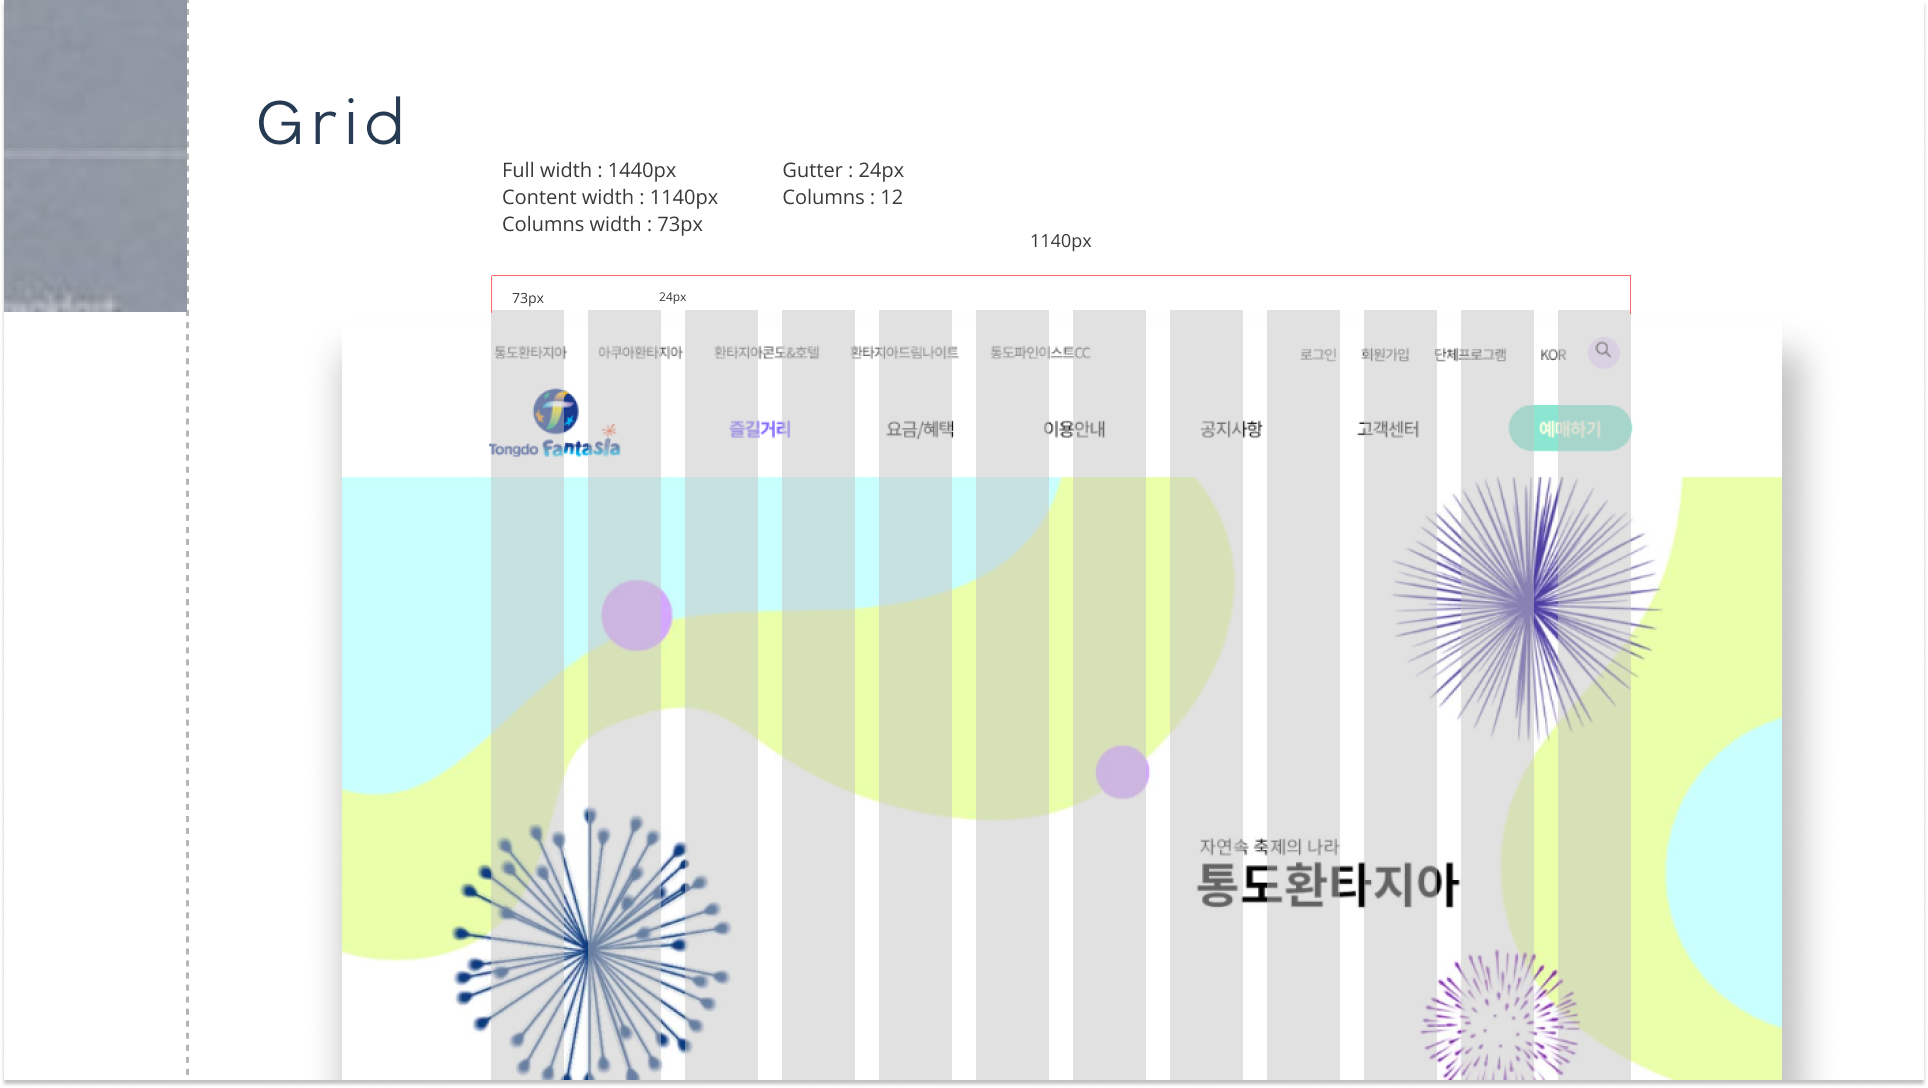 Grid
Full width : 1440px
Content width : 1140px
Columns width : 73px
Gutter : 24px
Columns : 12
1140px
73px
24px
통도환타지아 아쿠아환타지아 환타지아콘도&호텔 환타지아드림나이트 통도파인이스트CC
로그인 회원가입 단체프로그램 KOR
Tongdo Fantasia
즐길거리 요금/혜택 이용안내 공지사항 고객센터 예매하기
자연속 축제의 나라
통도환타지아